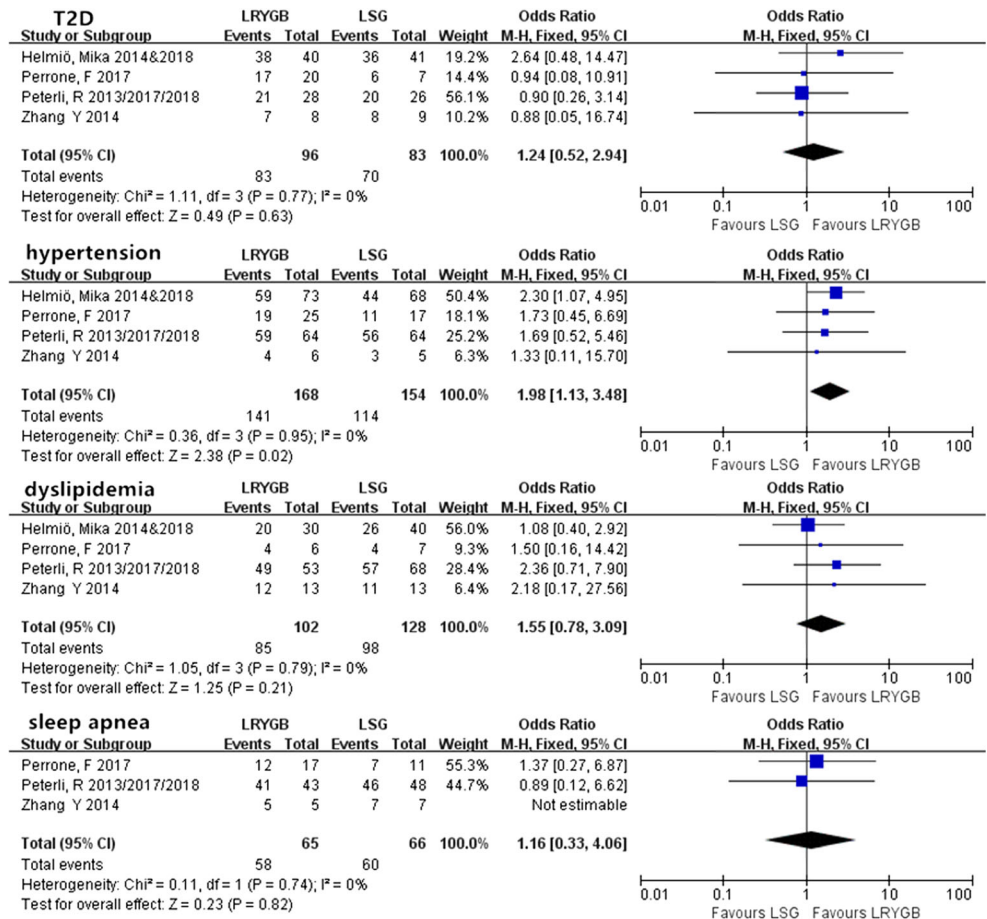 T2D LRYGB LSG Odds Ratio Odds Ratio
Study or Subgroup Events Total Events Total Weight M-H, Fixed, 95% CI M-H, Fixed, 95% CI
Helmiö, Mika 2014&2018 38 40 36 41 19.2% 2.64 [0.48, 14.47]
Perrone, F 2017 17 20 6 7 14.4% 0.94 [0.08, 10.91]
Peterli, R 2013/2017/2018 21 28 20 26 56.1% 0.90 [0.26, 3.14]
Zhang Y 2014 7 8 8 9 10.2% 0.88 [0.05, 16.74]
Total (95% CI) 96 83 100.0% 1.24 [0.52, 2.94]
Total events 83 70
Heterogeneity: Chi² = 1.11, df = 3 (P = 0.77); I² = 0%
Test for overall effect: Z = 0.49 (P = 0.63)
0.01 0.1 1 10 100
Favours LSG Favours LRYGB
hypertension LRYGB LSG Odds Ratio Odds Ratio
Study or Subgroup Events Total Events Total Weight M-H, Fixed, 95% CI M-H, Fixed, 95% CI
Helmiö, Mika 2014&2018 59 73 44 68 50.4% 2.30 [1.07, 4.95]
Perrone, F 2017 19 25 11 17 18.1% 1.73 [0.45, 6.69]
Peterli, R 2013/2017/2018 59 64 56 64 25.2% 1.69 [0.52, 5.46]
Zhang Y 2014 4 6 3 5 6.3% 1.33 [0.11, 15.70]
Total (95% CI) 168 154 100.0% 1.98 [1.13, 3.48]
Total events 141 114
Heterogeneity: Chi² = 0.36, df = 3 (P = 0.95); I² = 0%
Test for overall effect: Z = 2.38 (P = 0.02)
0.01 0.1 1 10 100
Favours LSG Favours LRYGB
dyslipidemia LRYGB LSG Odds Ratio Odds Ratio
Study or Subgroup Events Total Events Total Weight M-H, Fixed, 95% CI M-H, Fixed, 95% CI
Helmiö, Mika 2014&2018 20 30 26 40 56.0% 1.08 [0.40, 2.92]
Perrone, F 2017 4 6 4 7 9.3% 1.50 [0.16, 14.42]
Peterli, R 2013/2017/2018 49 53 57 68 28.4% 2.36 [0.71, 7.90]
Zhang Y 2014 12 13 11 13 6.4% 2.18 [0.17, 27.56]
Total (95% CI) 102 128 100.0% 1.55 [0.78, 3.09]
Total events 85 98
Heterogeneity: Chi² = 1.05, df = 3 (P = 0.79); I² = 0%
Test for overall effect: Z = 1.25 (P = 0.21)
0.01 0.1 1 10 100
Favours LSG Favours LRYGB
sleep apnea LRYGB LSG Odds Ratio Odds Ratio
Study or Subgroup Events Total Events Total Weight M-H, Fixed, 95% CI M-H, Fixed, 95% CI
Perrone, F 2017 12 17 7 11 55.3% 1.37 [0.27, 6.87]
Peterli, R 2013/2017/2018 41 43 46 48 44.7% 0.89 [0.12, 6.62]
Zhang Y 2014 5 5 7 7 Not estimable
Total (95% CI) 65 66 100.0% 1.16 [0.33, 4.06]
Total events 58 60
Heterogeneity: Chi² = 0.11, df = 1 (P = 0.74); I² = 0%
Test for overall effect: Z = 0.23 (P = 0.82)
0.01 0.1 1 10 100
Favours LSG Favours LRYGB